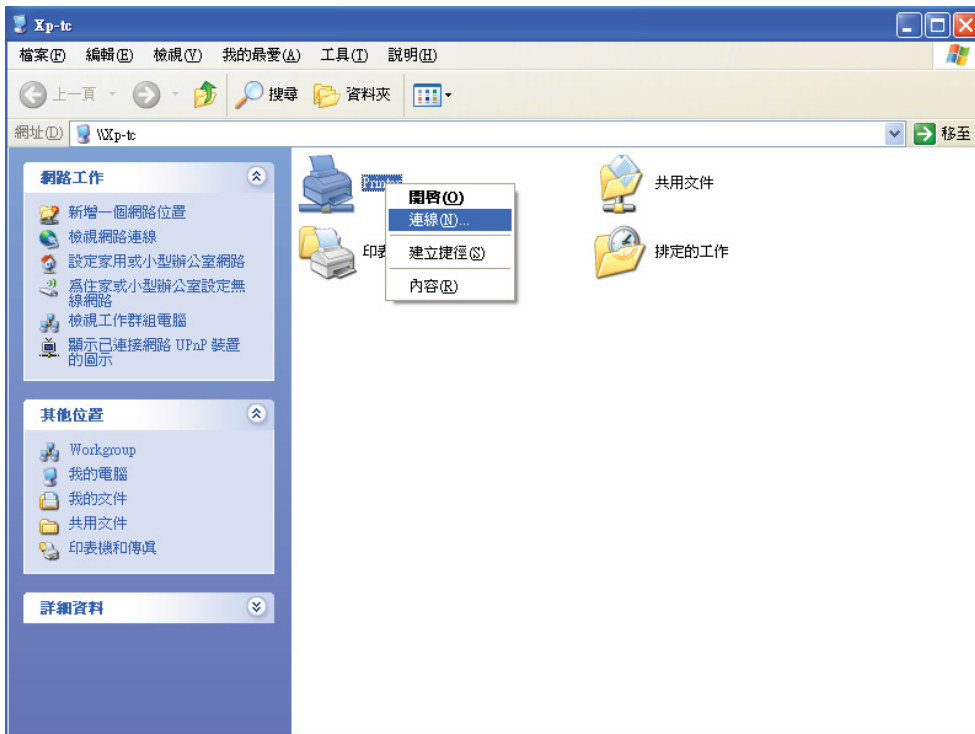 Xp-tc
檔案(F) 編輯(E) 檢視(V) 我的最愛(A) 工具(T) 說明(H)
上一頁 搜尋 資料夾
網址(D) \\Xp-tc 移至
網路工作
新增一個網路位置
檢視網路連線
設定家用或小型辦公室網路
為住家或小型辦公室設定無
線網路
檢視工作群組電腦
顯示已連接網路 UPnP 裝置
的圖示
其他位置
Workgroup
我的電腦
我的文件
共用文件
印表機和傳真
詳細資料
Printer
共用文件
印表
排定的工作
開啓(O)
連線(N)...
建立捷徑(S)
內容(R)